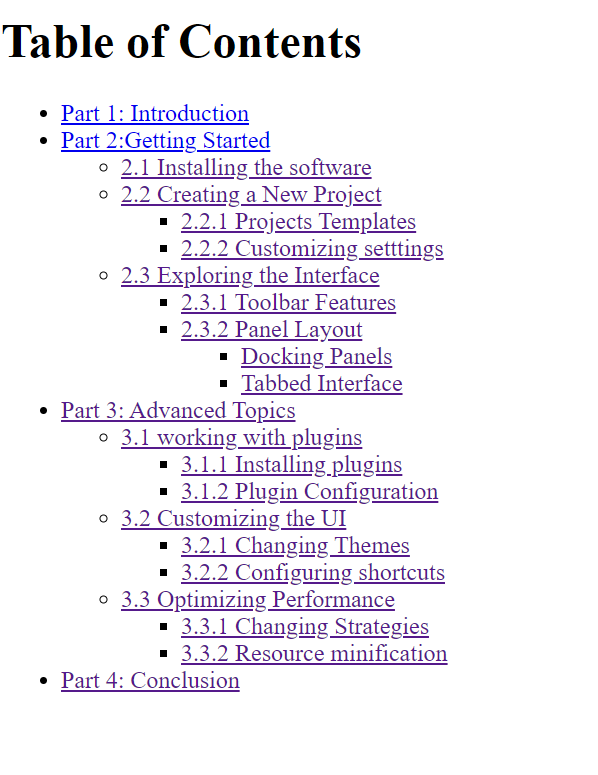 Table of Contents
Part 1: Introduction
Part 2:Getting Started
2.1 Installing the software
2.2 Creating a New Project
2.2.1 Projects Templates
2.2.2 Customizing setttings
2.3 Exploring the Interface
2.3.1 Toolbar Features
2.3.2 Panel Layout
Docking Panels
Tabbed Interface
Part 3: Advanced Topics
3.1 working with plugins
3.1.1 Installing plugins
3.1.2 Plugin Configuration
3.2 Customizing the UI
3.2.1 Changing Themes
3.2.2 Configuring shortcuts
3.3 Optimizing Performance
3.3.1 Changing Strategies
3.3.2 Resource minification
Part 4: Conclusion